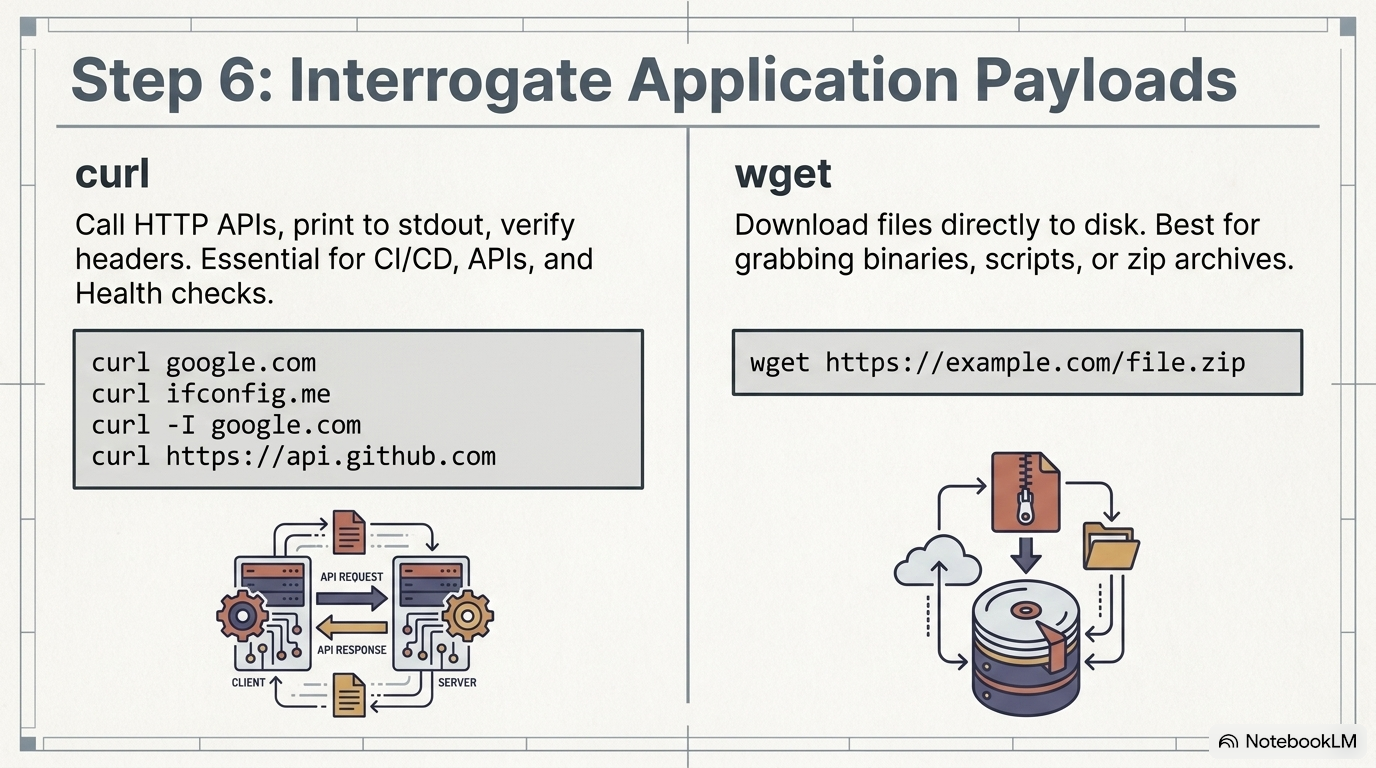 Step 6: Interrogate Application Payloads
curl
Call HTTP APIs, print to stdout, verify
headers. Essential for CI/CD, APIs, and
Health checks.
curl google.com
curl ifconfig.me
curl -I google.com
curl https://api.github.com
API REQUEST
API RESPONSE
CLIENT
SERVER
wget
Download files directly to disk. Best for
grabbing binaries, scripts, or zip archives.
wget https://example.com/file.zip
NotebookLM